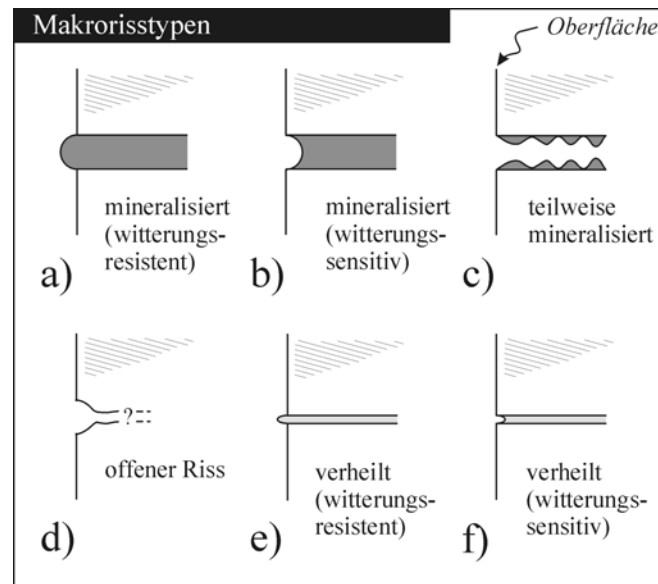 Makrorisstypen
Oberfläche
mineralisiert
(witterungs-
resistent)
a)
mineralisiert
(witterungs-
sensitiv)
b)
teilweise
mineralisiert
c)
?
offener Riss
d)
verheilt
(witterungs-
resistent)
e)
verheilt
(witterungs-
sensitiv)
f)